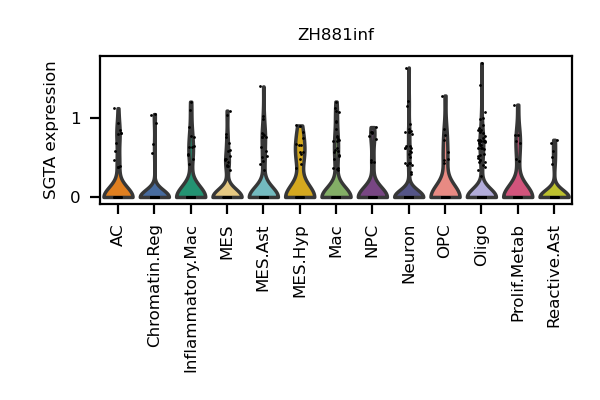 ZH881inf
SGTA expression
1
0
AC
Chromatin.Reg
Inflammatory.Mac
MES
MES.Ast
MES.Hyp
Mac
NPC
Neuron
OPC
Oligo
Prolif.Metab
Reactive.Ast